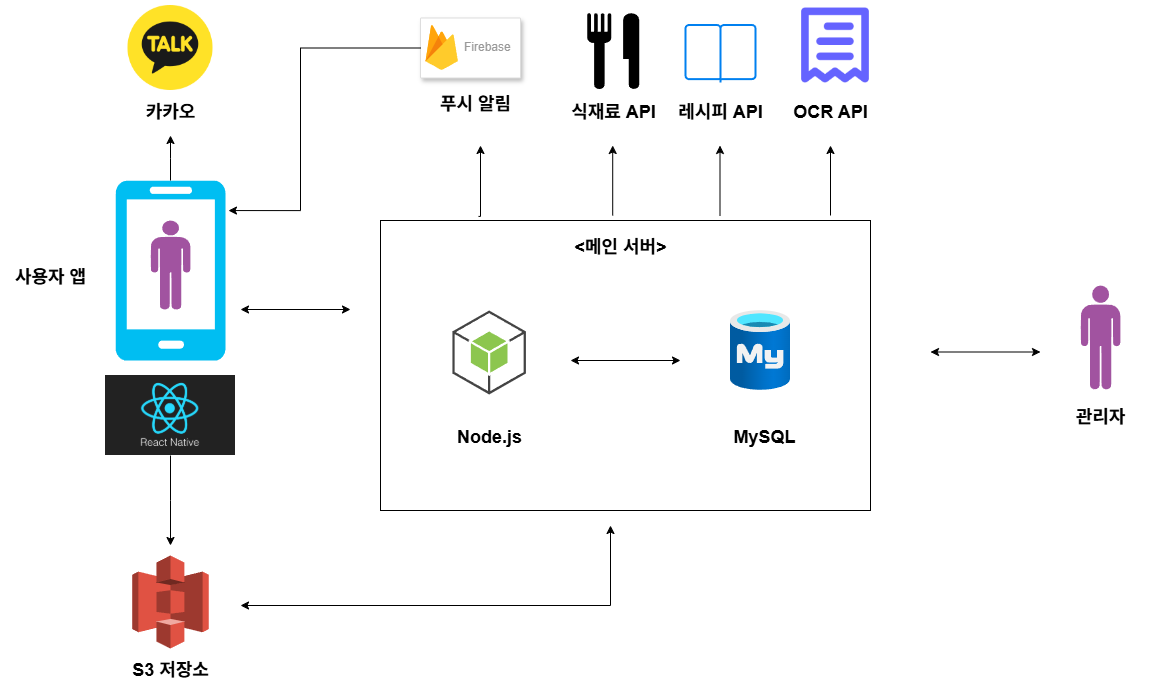 TALK
카카오
Firebase
푸시 알림
식재료 API
레시피 API
OCR API
사용자 앱
<메인 서버>
My
Node.js
MySQL
관리자
React Native
S3 저장소